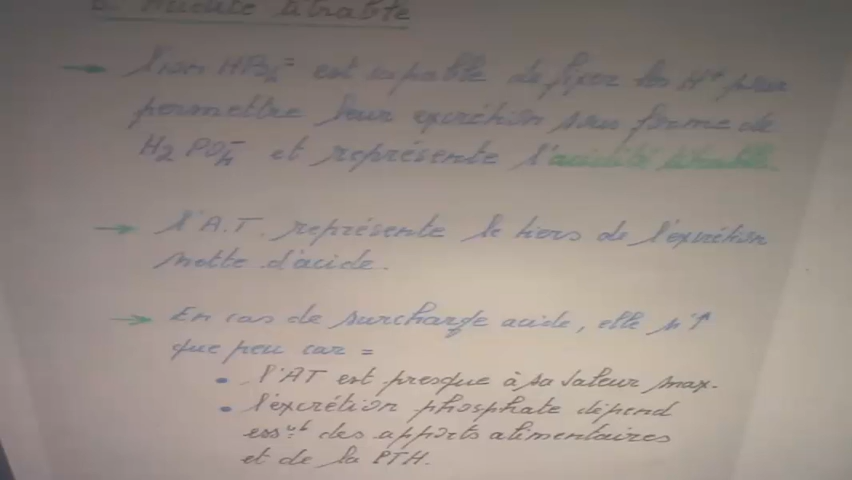 Acidité titrable
→ l'ion HPO₄⁼ est capable de fixer les H⁺ pour
permettre leur excrétion sous forme de
H₂PO₄⁻ et représente l'acidité titrable.
→ l'A.T. représente le tiers de l'excrétion
nette d'acide.
→ En cas de surcharge acide, elle n'↑
que peu car =
• l'AT est presque à sa valeur max.
• l'excrétion phosphate dépend
essᵘᵗ des apports alimentaires
et de la PTH.